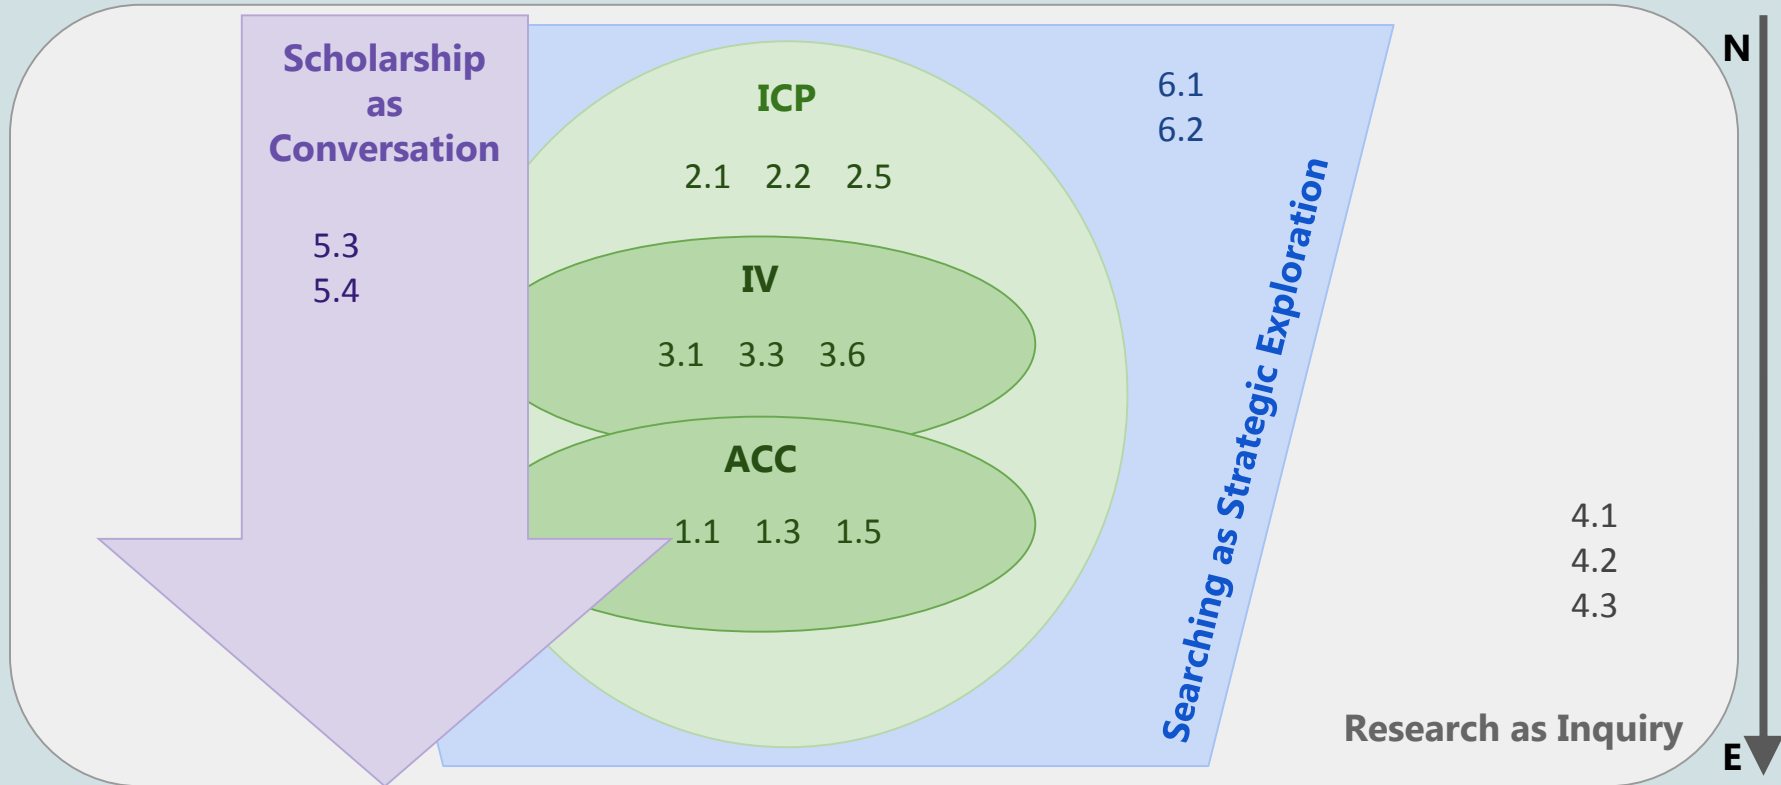 Scholarship
as
Conversation
5.3
5.4
ICP
2.1 2.2 2.5
IV
3.1 3.3 3.6
ACC
1.1 1.3 1.5
6.1
6.2
Searching as Strategic Exploration
4.1
4.2
4.3
Research as Inquiry
N
E